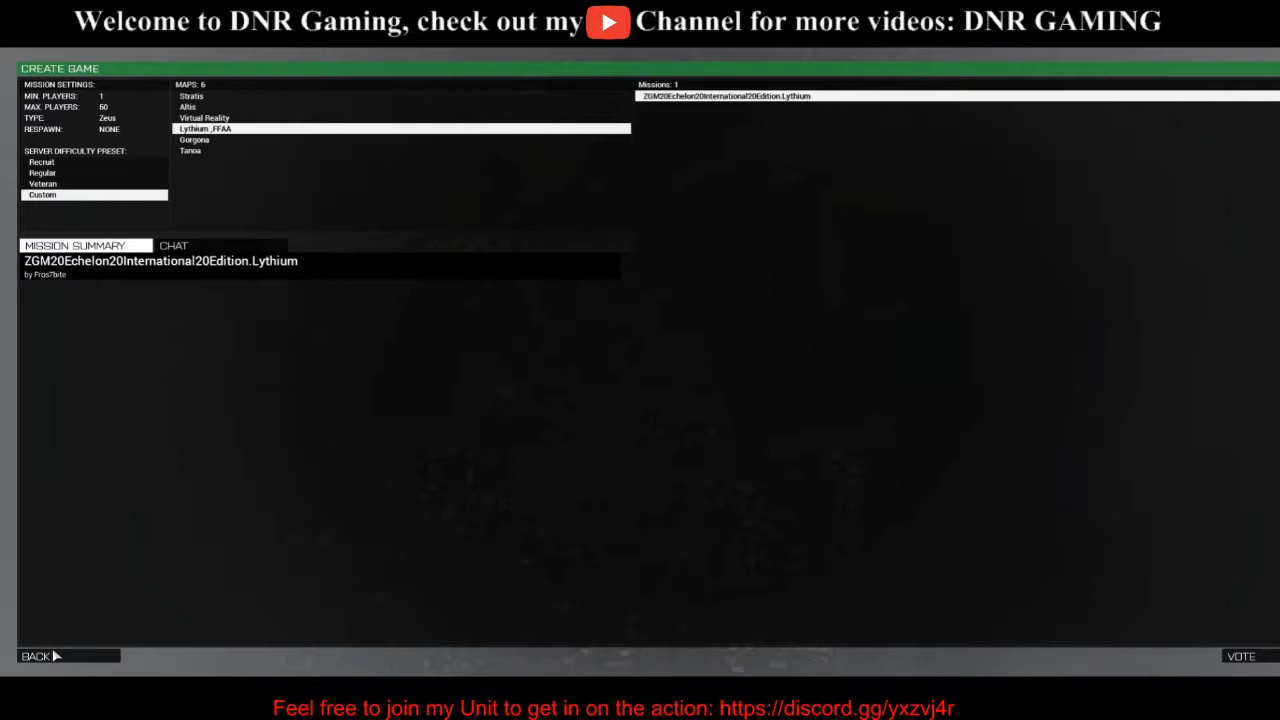 Welcome to DNR Gaming, check out my Channel for more videos: DNR GAMING
CREATE GAME
MISSION SETTINGS:
MIN. PLAYERS: 1
MAX. PLAYERS: 50
TYPE: Zeus
RESPAWN: NONE
SERVER DIFFICULTY PRESET:
Recruit
Regular
Veteran
Custom
MAPS: 6
Stratis
Altis
Virtual Reality
Lythium ,FFAA
Gorgona
Tanoa
Missions: 1
ZGM20Echelon20International20Edition.Lythium
MISSION SUMMARY CHAT
ZGM20Echelon20International20Edition.Lythium
by Fros7bite
BACK VOTE
Feel free to join my Unit to get in on the action: https://discord.gg/yxzvj4r